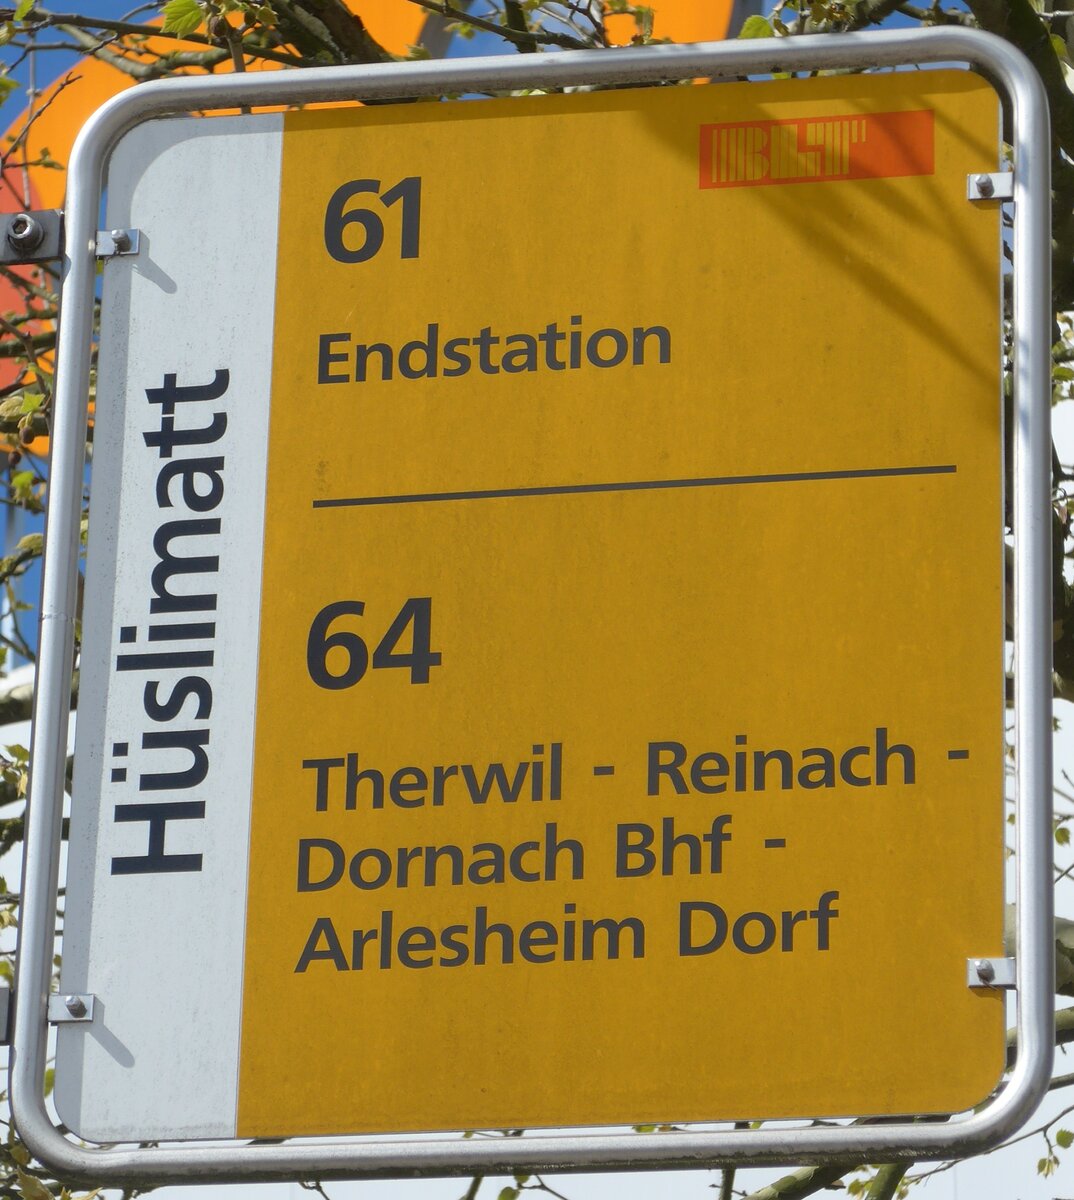 Hüslimatt
BLT
61
Endstation
64
Therwil - Reinach -
Dornach Bhf -
Arlesheim Dorf